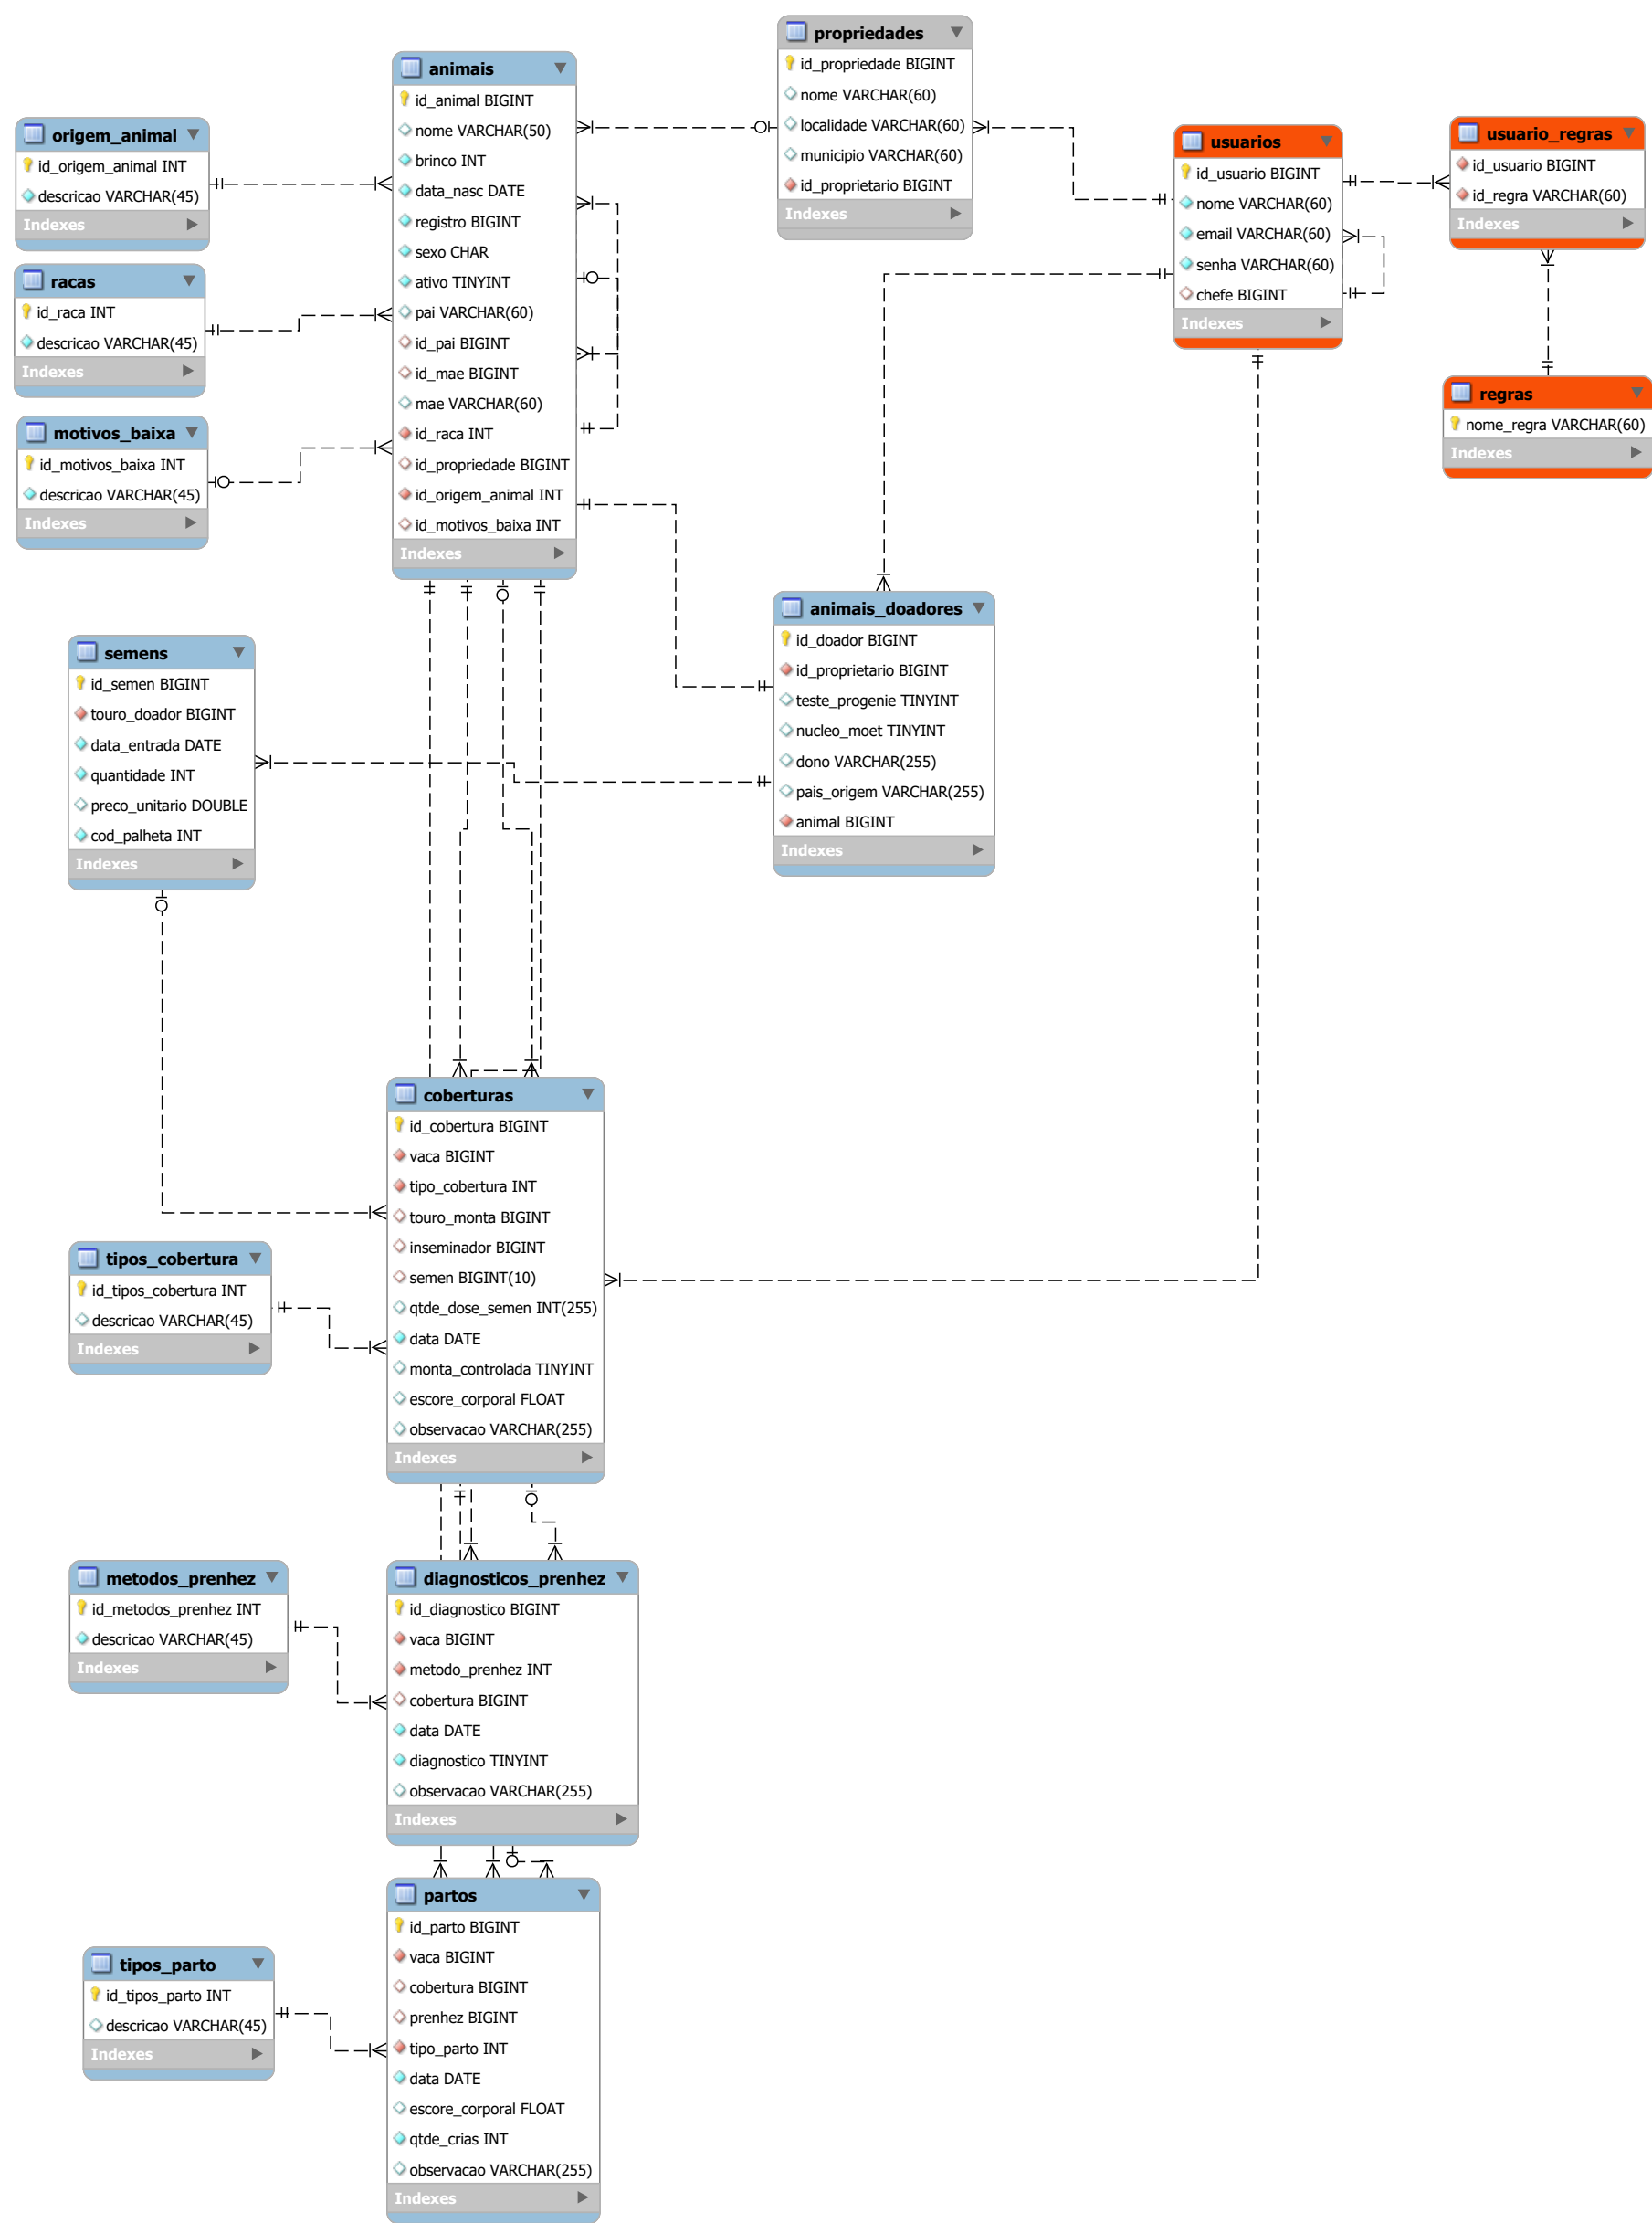 propriedades
id_propriedade BIGINT
nome VARCHAR(60)
localidade VARCHAR(60)
municipio VARCHAR(60)
id_proprietario BIGINT
Indexes
animais
id_animal BIGINT
nome VARCHAR(50)
brinco INT
data_nasc DATE
registro BIGINT
sexo CHAR
ativo TINYINT
pai VARCHAR(60)
id_pai BIGINT
id_mae BIGINT
mae VARCHAR(60)
id_raca INT
id_propriedade BIGINT
id_origem_animal INT
id_motivos_baixa INT
Indexes
origem_animal
id_origem_animal INT
descricao VARCHAR(45)
Indexes
racas
id_raca INT
descricao VARCHAR(45)
Indexes
motivos_baixa
id_motivos_baixa INT
descricao VARCHAR(45)
Indexes
usuarios
id_usuario BIGINT
nome VARCHAR(60)
email VARCHAR(60)
senha VARCHAR(60)
chefe BIGINT
Indexes
usuario_regras
id_usuario BIGINT
id_regra VARCHAR(60)
Indexes
regras
nome_regra VARCHAR(60)
Indexes
animais_doadores
id_doador BIGINT
id_proprietario BIGINT
teste_progenie TINYINT
nucleo_moet TINYINT
dono VARCHAR(255)
pais_origem VARCHAR(255)
animal BIGINT
Indexes
semens
id_semen BIGINT
touro_doador BIGINT
data_entrada DATE
quantidade INT
preco_unitario DOUBLE
cod_palheta INT
Indexes
coberturas
id_cobertura BIGINT
vaca BIGINT
tipo_cobertura INT
touro_monta BIGINT
inseminador BIGINT
semen BIGINT(10)
qtde_dose_semen INT(255)
data DATE
monta_controlada TINYINT
escore_corporal FLOAT
observacao VARCHAR(255)
Indexes
tipos_cobertura
id_tipos_cobertura INT
descricao VARCHAR(45)
Indexes
metodos_prenhez
id_metodos_prenhez INT
descricao VARCHAR(45)
Indexes
diagnosticos_prenhez
id_diagnostico BIGINT
vaca BIGINT
metodo_prenhez INT
cobertura BIGINT
data DATE
diagnostico TINYINT
observacao VARCHAR(255)
Indexes
partos
id_parto BIGINT
vaca BIGINT
cobertura BIGINT
prenhez BIGINT
tipo_parto INT
data DATE
escore_corporal FLOAT
qtde_crias INT
observacao VARCHAR(255)
Indexes
tipos_parto
id_tipos_parto INT
descricao VARCHAR(45)
Indexes